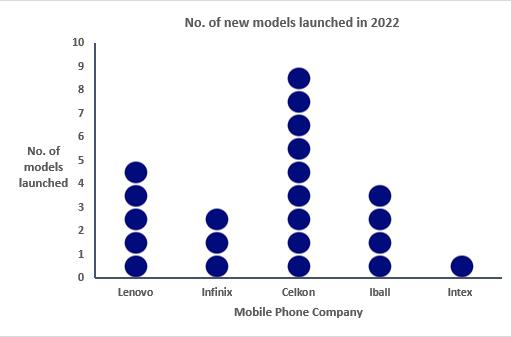 No. of new models launched in 2022
10
9
8
7
6
5
4
3
2
1
0
No. of
models
launched
Lenovo Infinix Celkon Iball Intex
Mobile Phone Company